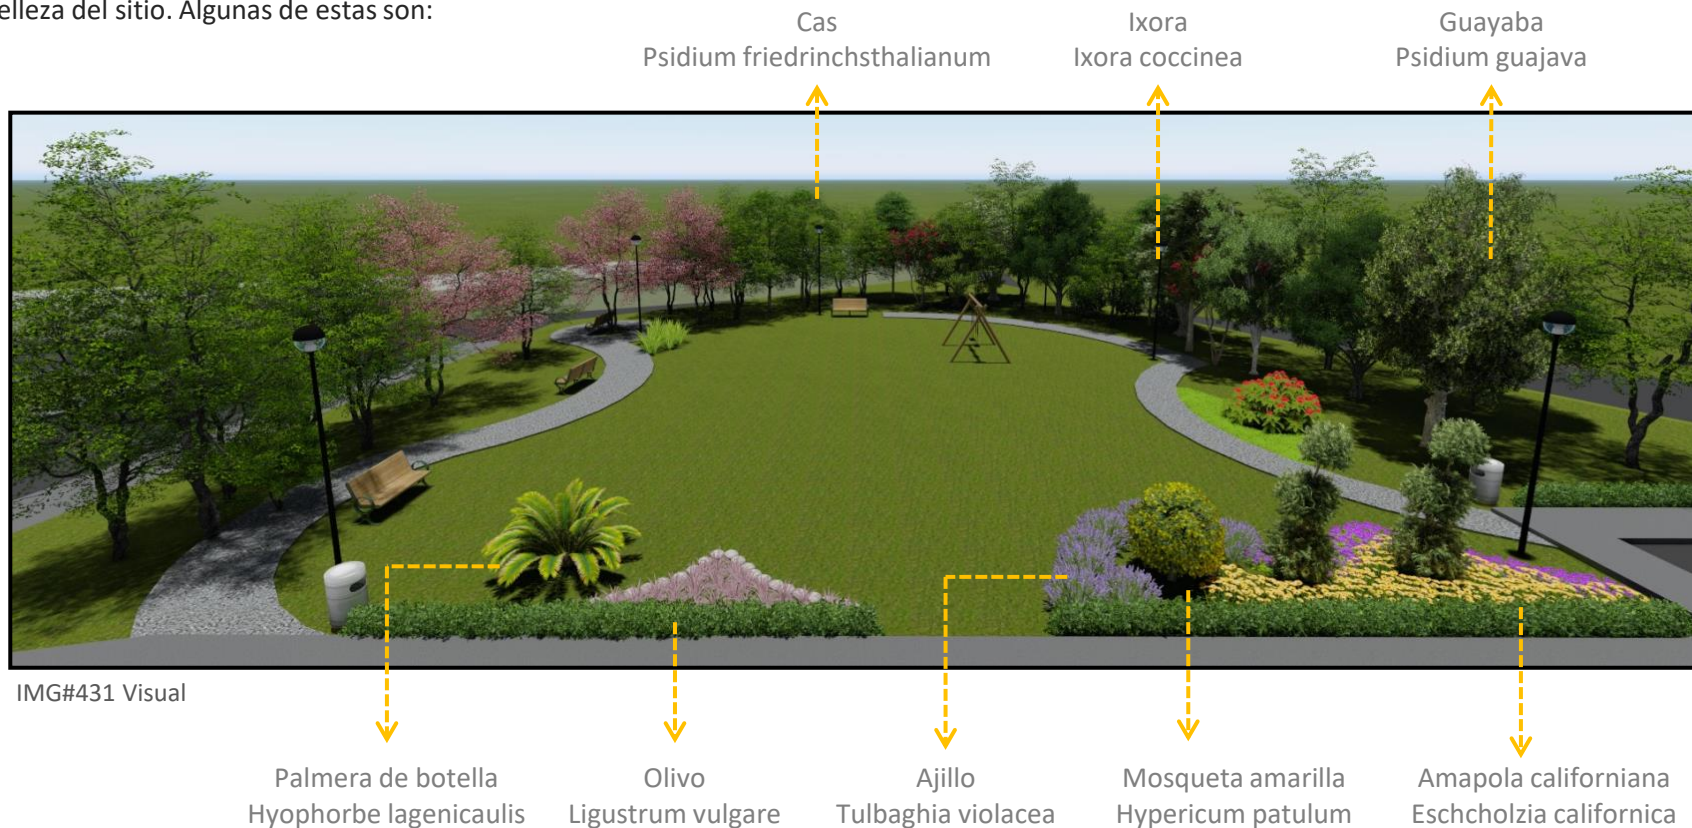 elleza del sitio. Algunas de estas son:
Cas
Psidium friedrinchsthalianum
Ixora
Ixora coccinea
Guayaba
Psidium guajava
IMG#431 Visual
Palmera de botella
Hyophorbe lagenicaulis
Olivo
Ligustrum vulgare
Ajillo
Tulbaghia violacea
Mosqueta amarilla
Hypericum patulum
Amapola californiana
Eschcholzia californica